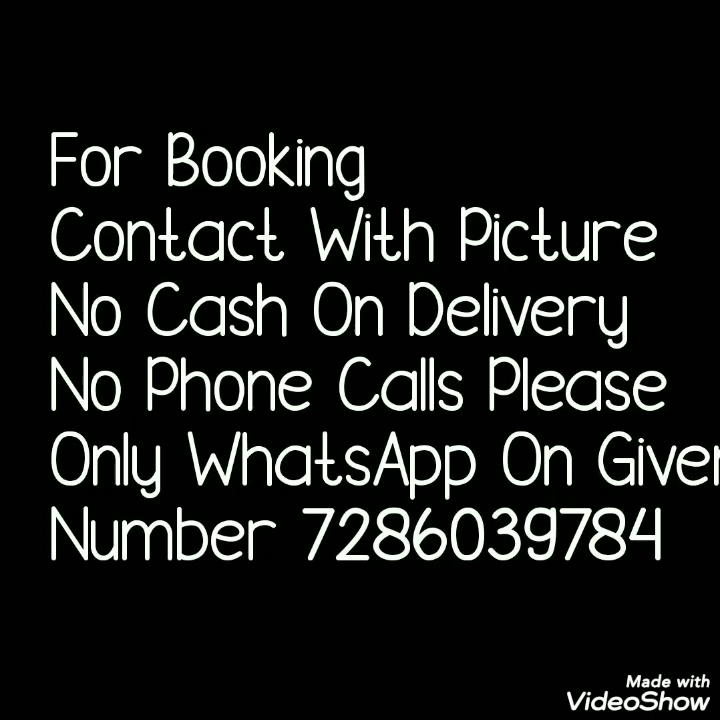 For Booking
Contact With Picture
No Cash On Delivery
No Phone Calls Please
Only WhatsApp On Given
Number 7286039784
Made with
VideoShow